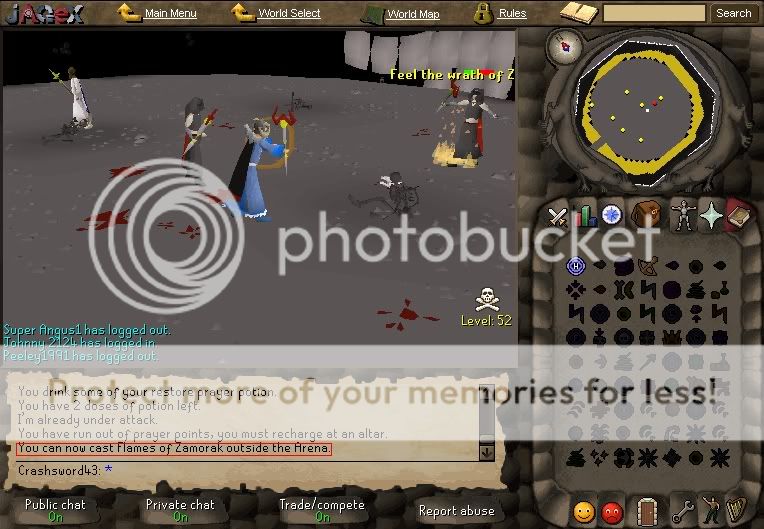 JAGEX
Main Menu
World Select
World Map
Rules
Search
Feel the wrath of Z
photobucket
Level: 52
Super Angus1 has logged out.
Johnny 2124 has logged in.
Peeley1991 has logged out.
Protect more of your memories for less!
You drink some of your restore prayer potion.
You have 2 doses of potion left.
I'm already under attack.
You have run out of prayer points, you must recharge at an altar.
You can now cast Flames of Zamorak outside the Arena.
Crashsword43: *
Public chat
On
Private chat
On
Trade/compete
On
Report abuse